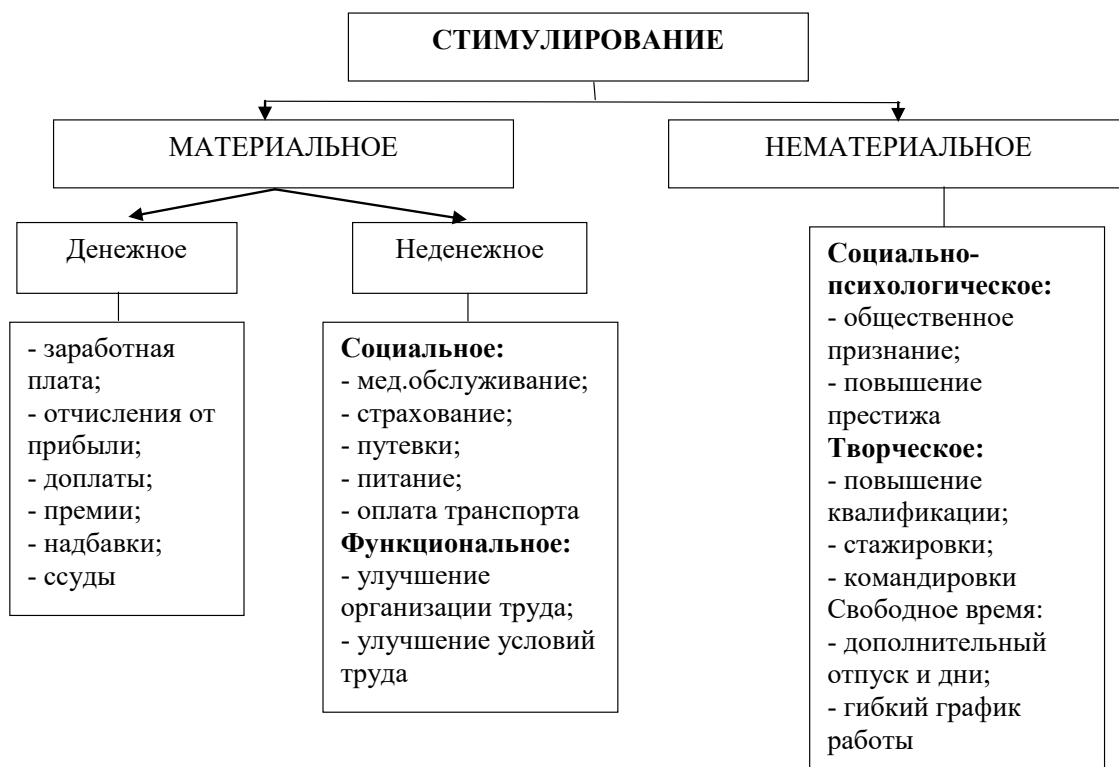 СТИМУЛИРОВАНИЕ
МАТЕРИАЛЬНОЕ
НЕМАТЕРИАЛЬНОЕ
Денежное
Неденежное
- заработная
плата;
- отчисления от
прибыли;
- доплаты;
- премии;
- надбавки;
- ссуды
Социальное:
- мед.обслуживание;
- страхование;
- путевки;
- питание;
- оплата транспорта
Функциональное:
- улучшение
организации труда;
- улучшение условий
труда
Социально-
психологическое:
- общественное
признание;
- повышение
престижа
Творческое:
- повышение
квалификации;
- стажировки;
- командировки
Свободное время:
- дополнительный
отпуск и дни;
- гибкий график
работы